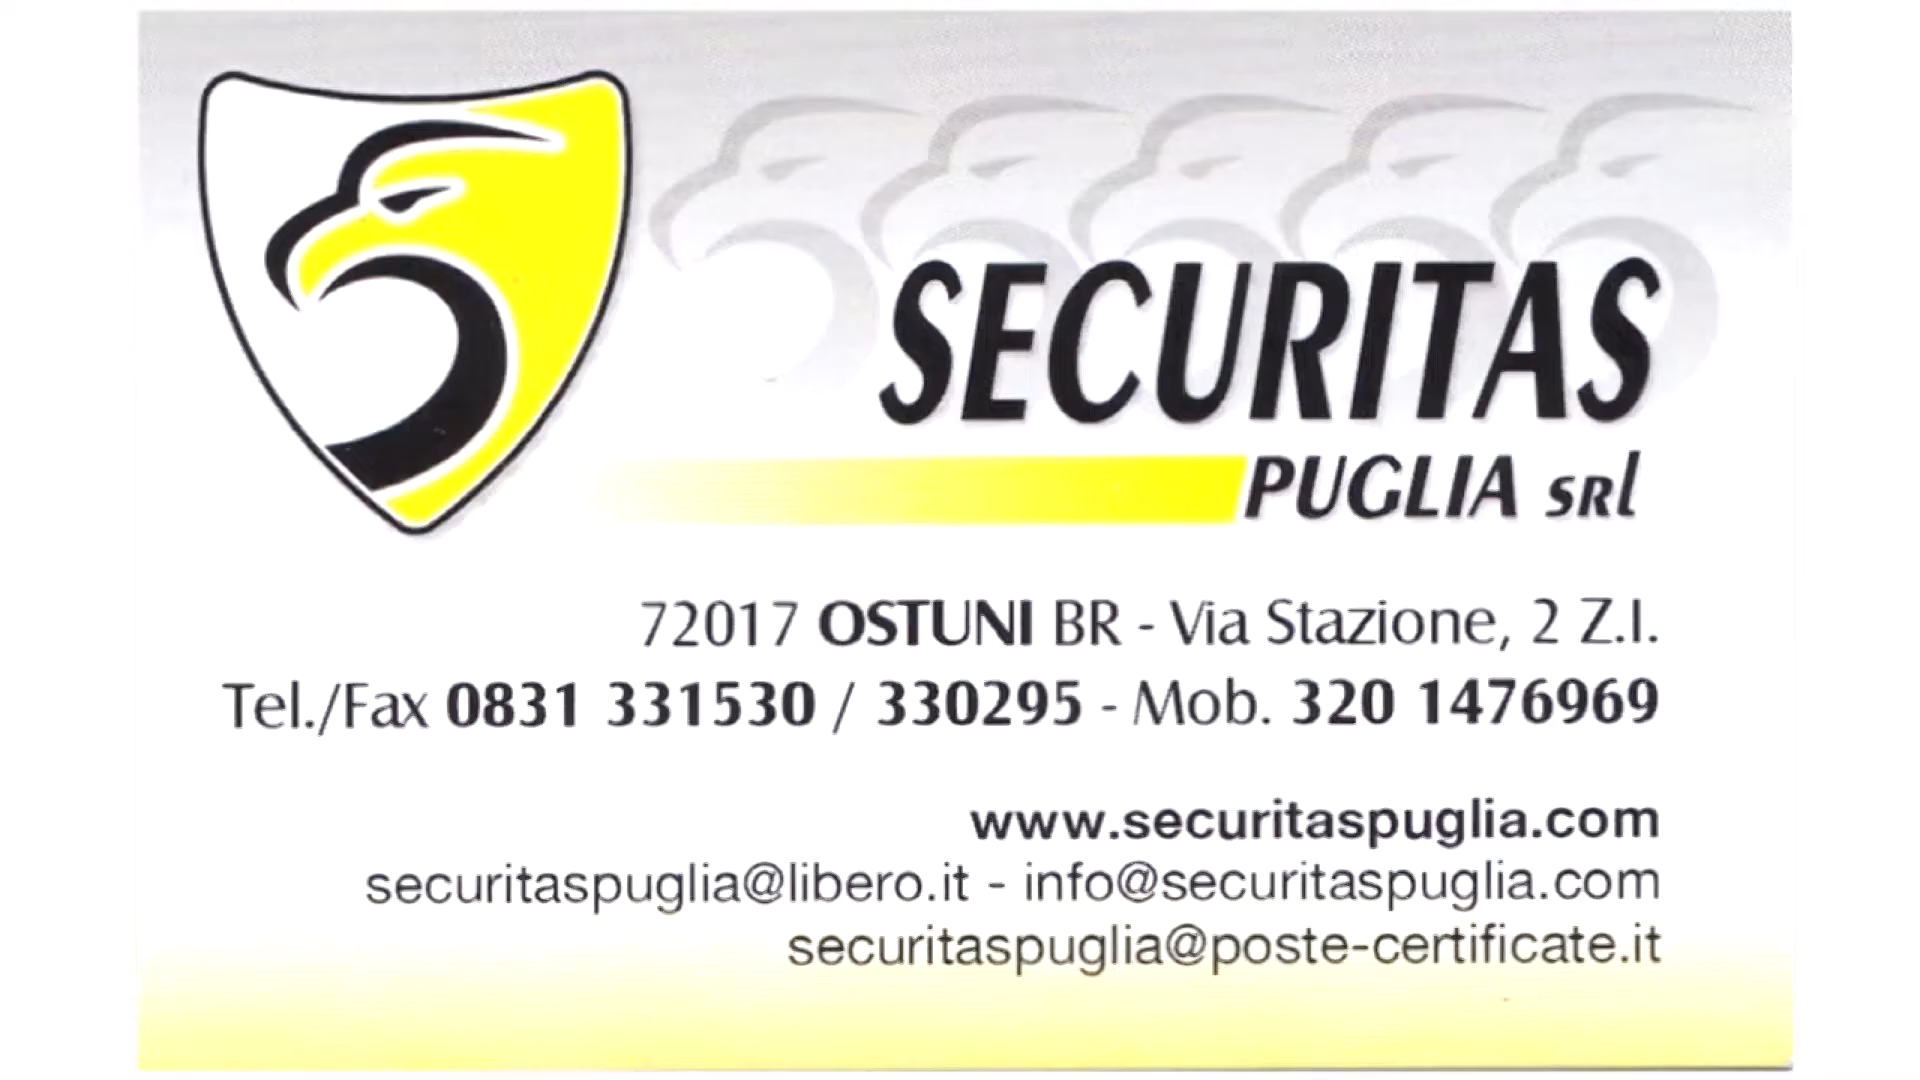 SECURITAS
PUGLIA SRL
72017 OSTUNI BR - Via Stazione, 2 Z.I.
Tel./Fax 0831 331530 / 330295 - Mob. 320 1476969
www.securitaspuglia.com
securitaspuglia@libero.it - info@securitaspuglia.com
securitaspuglia@poste-certificate.it